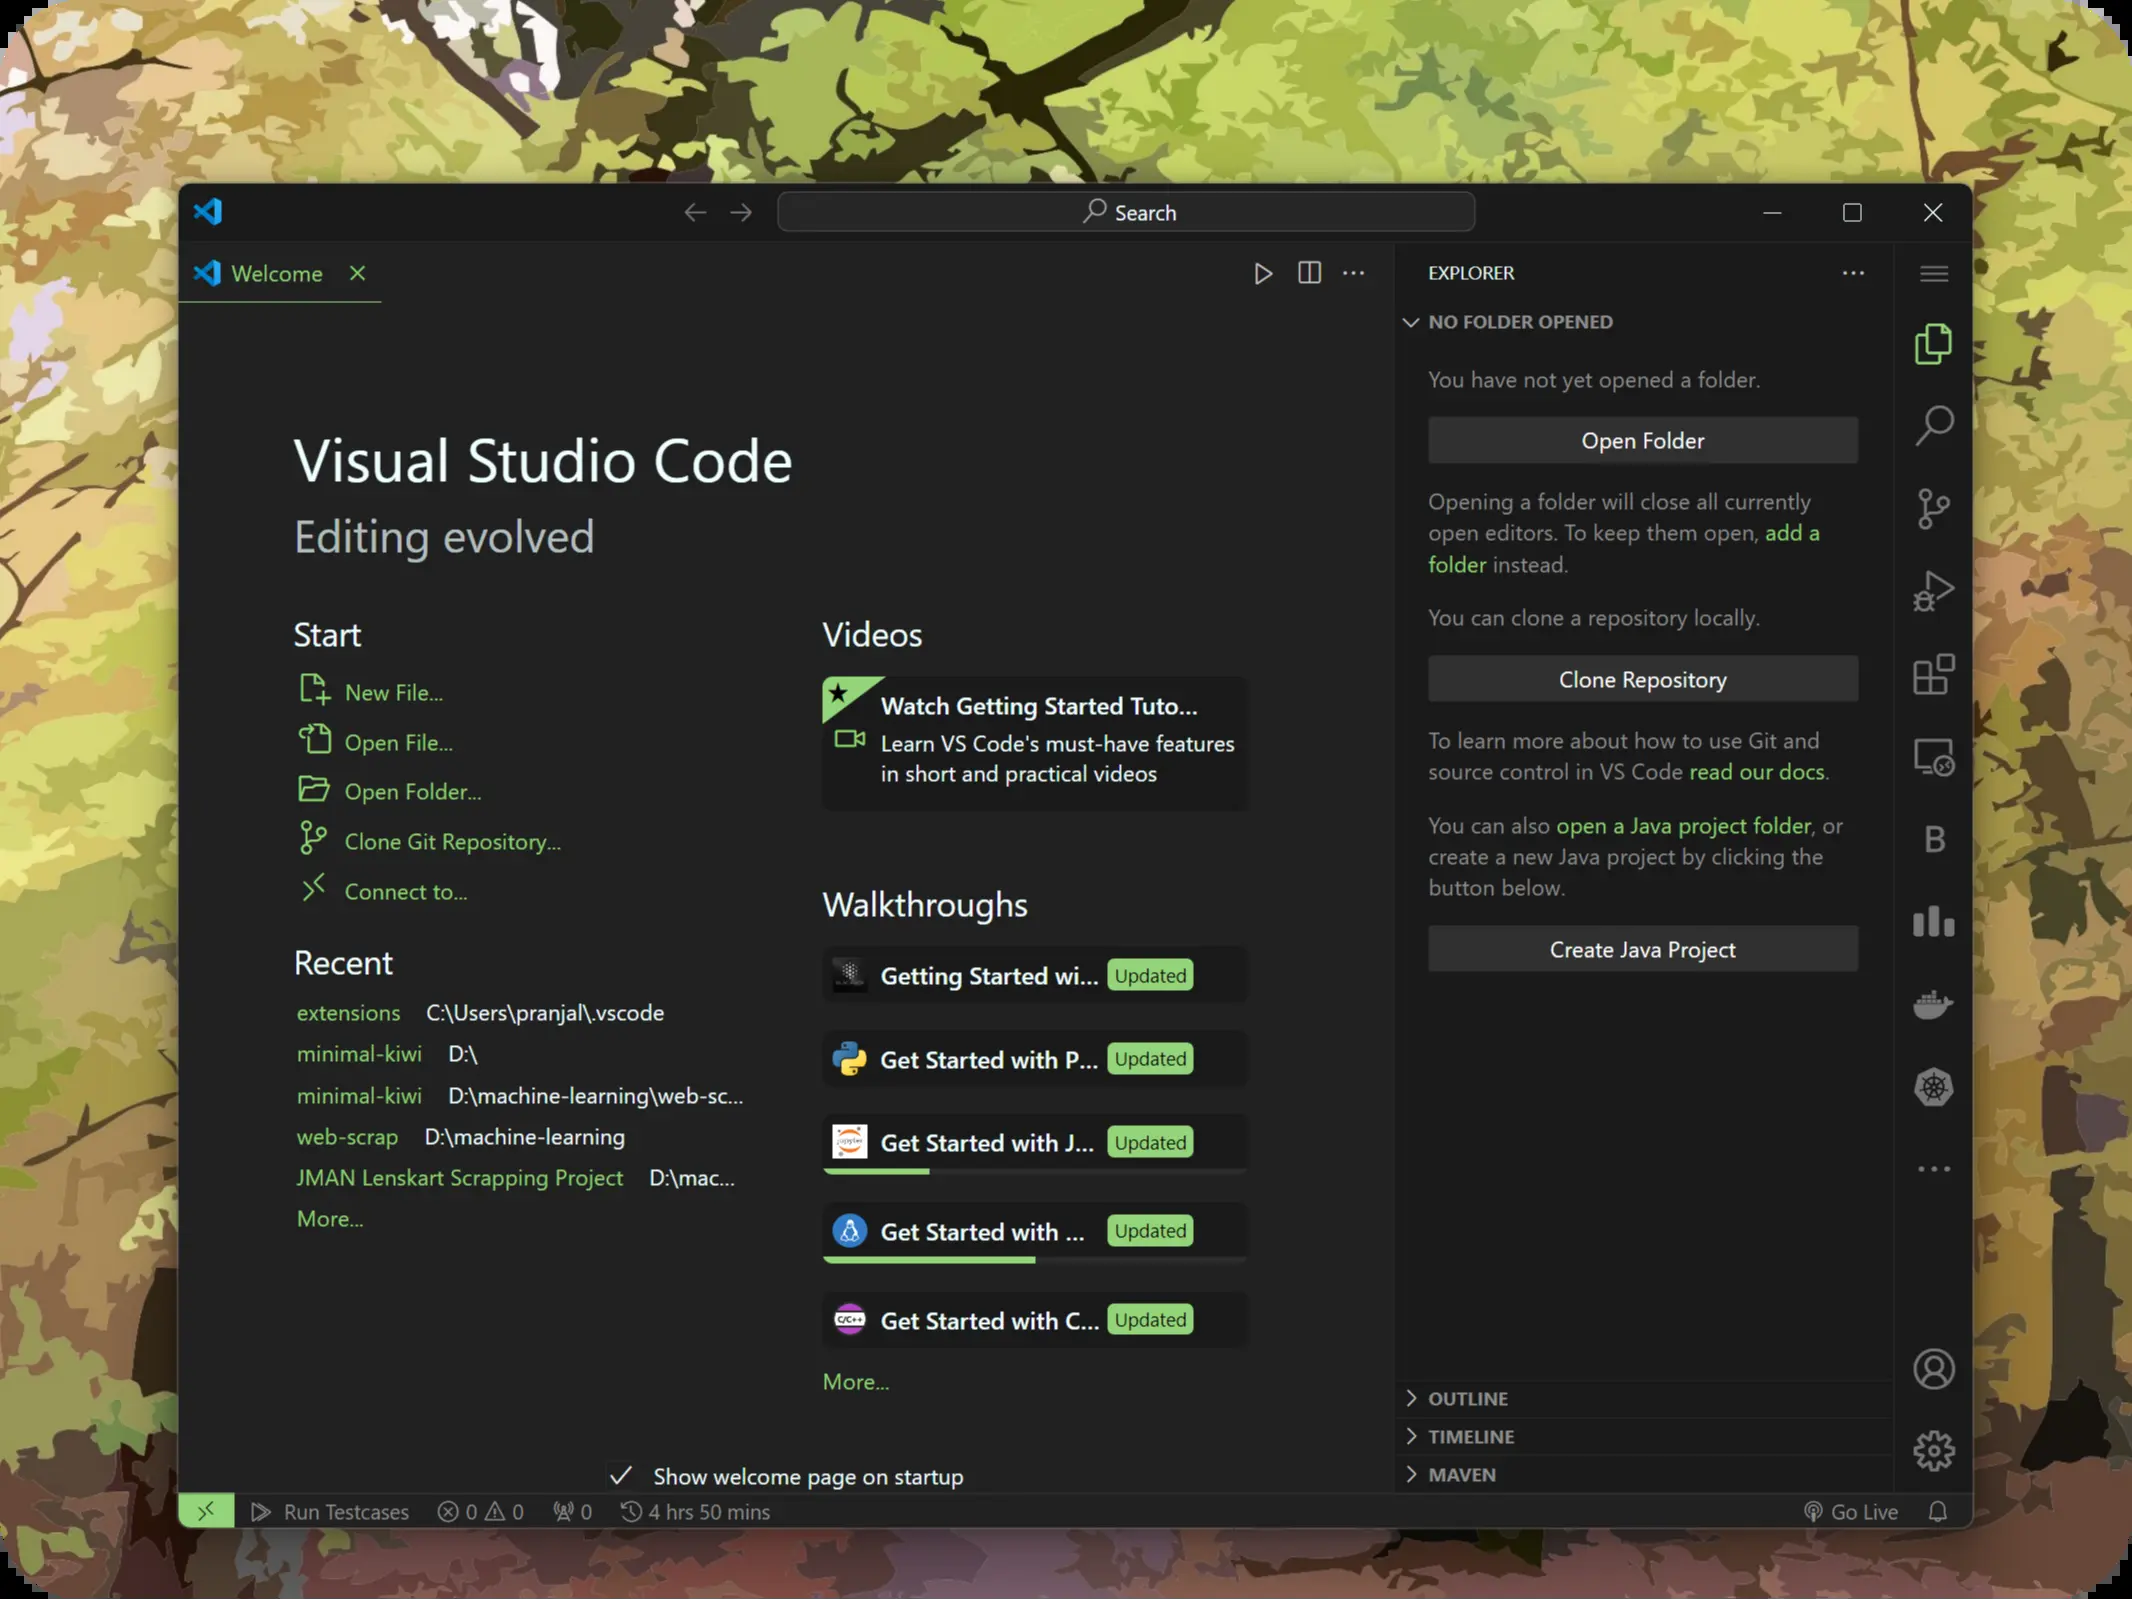 Search
Welcome
Visual Studio Code
Editing evolved
Start
New File...
Open File...
Open Folder...
Clone Git Repository...
Connect to...
Recent
extensions C:\Users\pranjal\.vscode
minimal-kiwi D:\
minimal-kiwi D:\machine-learning\web-sc...
web-scrap D:\machine-learning
JMAN Lenskart Scrapping Project D:\mac...
More...
Videos
Watch Getting Started Tuto...
Learn VS Code's must-have features
in short and practical videos
Walkthroughs
Getting Started wi... Updated
Get Started with P... Updated
jupyter
Get Started with J... Updated
Get Started with ... Updated
C/C++
Get Started with C... Updated
More...
Show welcome page on startup
EXPLORER
NO FOLDER OPENED
You have not yet opened a folder.
Open Folder
Opening a folder will close all currently
open editors. To keep them open, add a
folder instead.
You can clone a repository locally.
Clone Repository
To learn more about how to use Git and
source control in VS Code read our docs.
You can also open a Java project folder, or
create a new Java project by clicking the
button below.
Create Java Project
OUTLINE
TIMELINE
MAVEN
B
Run Testcases 0 0 0 4 hrs 50 mins Go Live